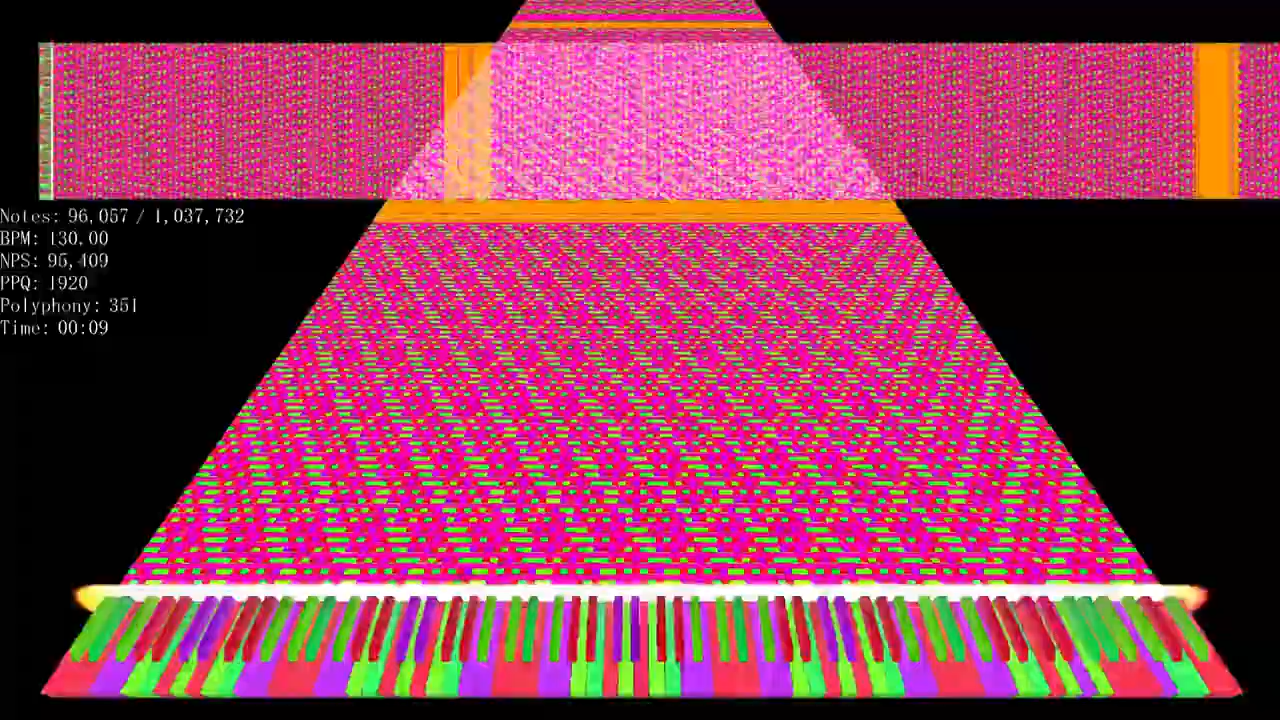 Notes: 96,057 / 1,037,732
BPM: 130.00
NPS: 95,409
PPQ: 1920
Polyphony: 351
Time: 00:09